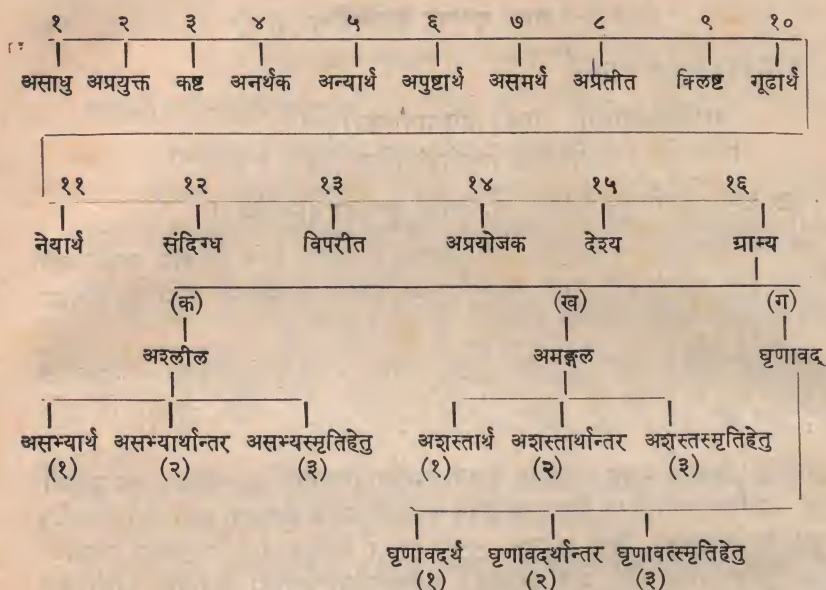 १ २ ३ ४ ५ ६ ७ ८ ९ १०
असाधु अप्रयुक्त कष्ट अनर्थक अन्यार्थ अपुष्टार्थ असमर्थ अप्रतीत क्लिष्ट गूढार्थ
११ १२ १३ १४ १५ १६
नेयार्थ संदिग्ध विपरीत अप्रयोजक देश्य ग्राम्य
(क) (ख) (ग)
अश्लील अमङ्गल घृणावद्
असभ्यार्थ असभ्यार्थान्तर असभ्यस्मृतिहेतु अशस्तार्थ अशस्तार्थान्तर अशस्तस्मृतिहेतु
(१) (२) (३) (१) (२) (३)
घृणावदर्थ घृणावदर्थान्तर घृणावत्स्मृतिहेतु
(१) (२) (३)